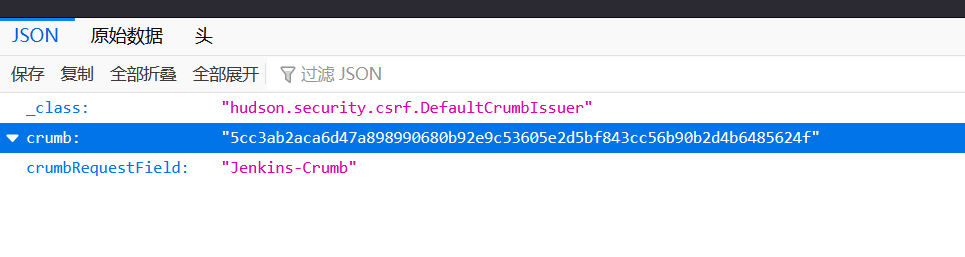 JSON 原始数据 头
保存 复制 全部折叠 全部展开 过滤 JSON
_class: "hudson.security.csrf.DefaultCrumbIssuer"
crumb: "5cc3ab2aca6d47a898990680b92e9c53605e2d5bf843cc56b90b2d4b6485624f"
crumbRequestField: "Jenkins-Crumb"